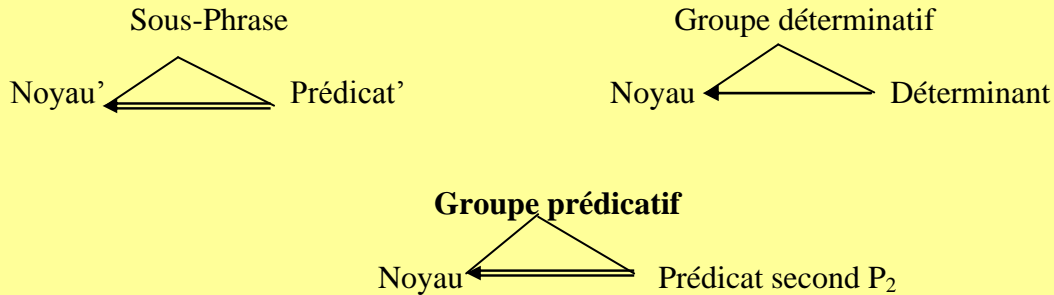 Sous-Phrase Groupe déterminatif
Noyau’ Prédicat’ Noyau Déterminant
Groupe prédicatif
Noyau Prédicat second P₂